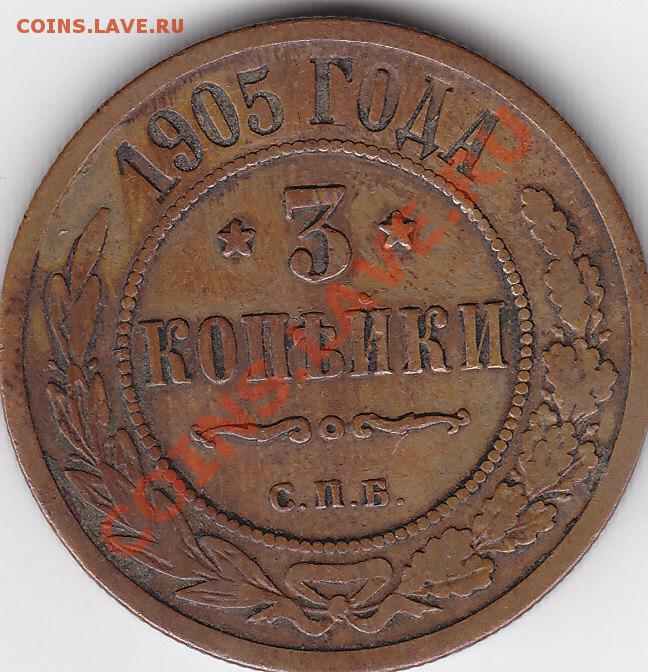 COINS.LAVE.RU
1905 ГОДА
3
КОПѢЙКИ
С.П.Б.
COINS.LAVE.RU